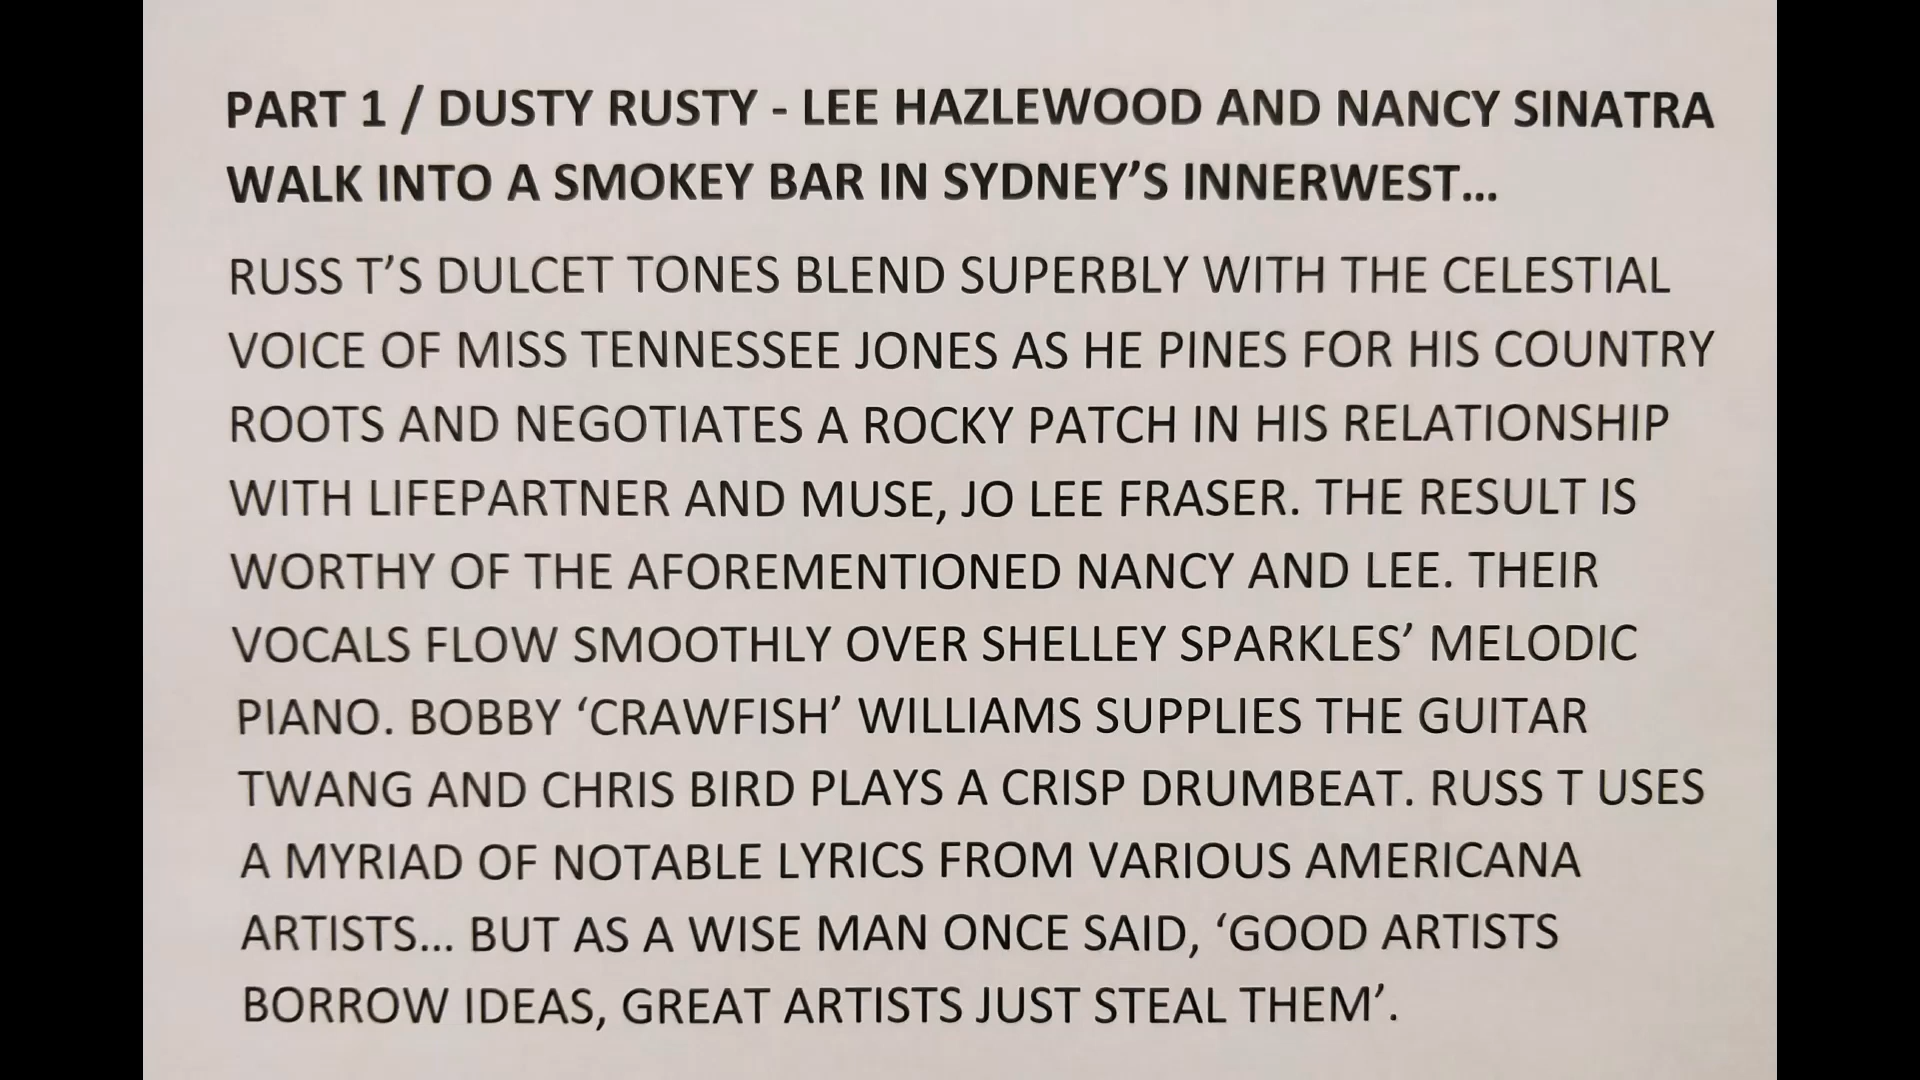 PART 1 / DUSTY RUSTY - LEE HAZLEWOOD AND NANCY SINATRA
WALK INTO A SMOKEY BAR IN SYDNEY’S INNERWEST…
RUSS T’S DULCET TONES BLEND SUPERBLY WITH THE CELESTIAL
VOICE OF MISS TENNESSEE JONES AS HE PINES FOR HIS COUNTRY
ROOTS AND NEGOTIATES A ROCKY PATCH IN HIS RELATIONSHIP
WITH LIFEPARTNER AND MUSE, JO LEE FRASER. THE RESULT IS
WORTHY OF THE AFOREMENTIONED NANCY AND LEE. THEIR
VOCALS FLOW SMOOTHLY OVER SHELLEY SPARKLES’ MELODIC
PIANO. BOBBY ‘CRAWFISH’ WILLIAMS SUPPLIES THE GUITAR
TWANG AND CHRIS BIRD PLAYS A CRISP DRUMBEAT. RUSS T USES
A MYRIAD OF NOTABLE LYRICS FROM VARIOUS AMERICANA
ARTISTS… BUT AS A WISE MAN ONCE SAID, ‘GOOD ARTISTS
BORROW IDEAS, GREAT ARTISTS JUST STEAL THEM’.